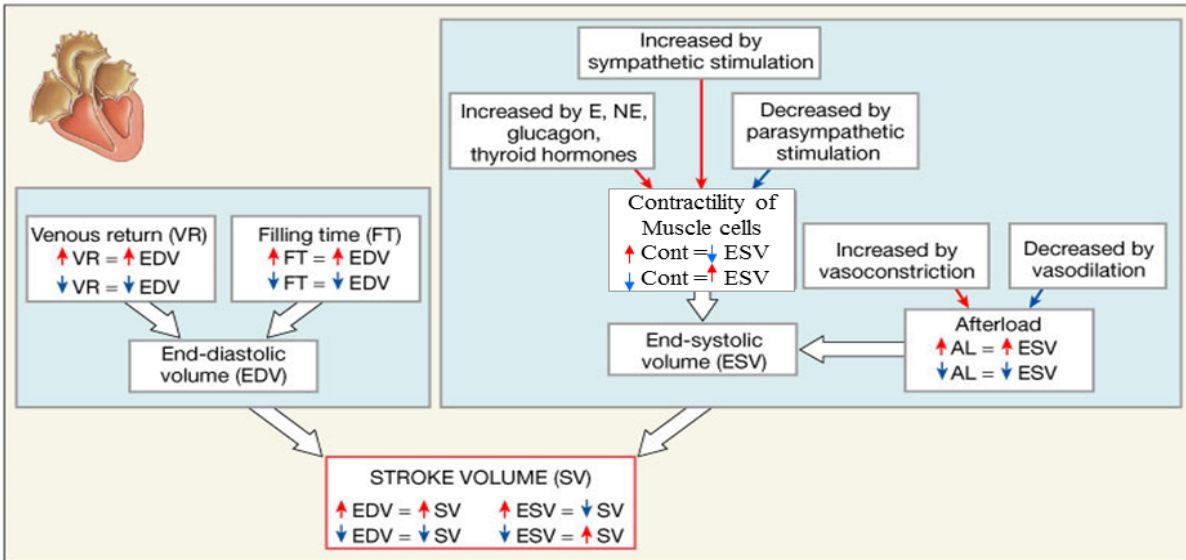 Increased by
sympathetic stimulation
Increased by E, NE,
glucagon,
thyroid hormones
Decreased by
parasympathetic
stimulation
Contractility of
Muscle cells
↑ Cont = ↓ ESV
↓ Cont = ↑ ESV
Venous return (VR)
↑ VR = ↑ EDV
↓ VR = ↓ EDV
Filling time (FT)
↑ FT = ↑ EDV
↓ FT = ↓ EDV
Increased by
vasoconstriction
Decreased by
vasodilation
End-diastolic
volume (EDV)
End-systolic
volume (ESV)
Afterload
↑ AL = ↑ ESV
↓ AL = ↓ ESV
STROKE VOLUME (SV)
↑ EDV = ↑ SV ↑ ESV = ↓ SV
↓ EDV = ↓ SV ↓ ESV = ↑ SV